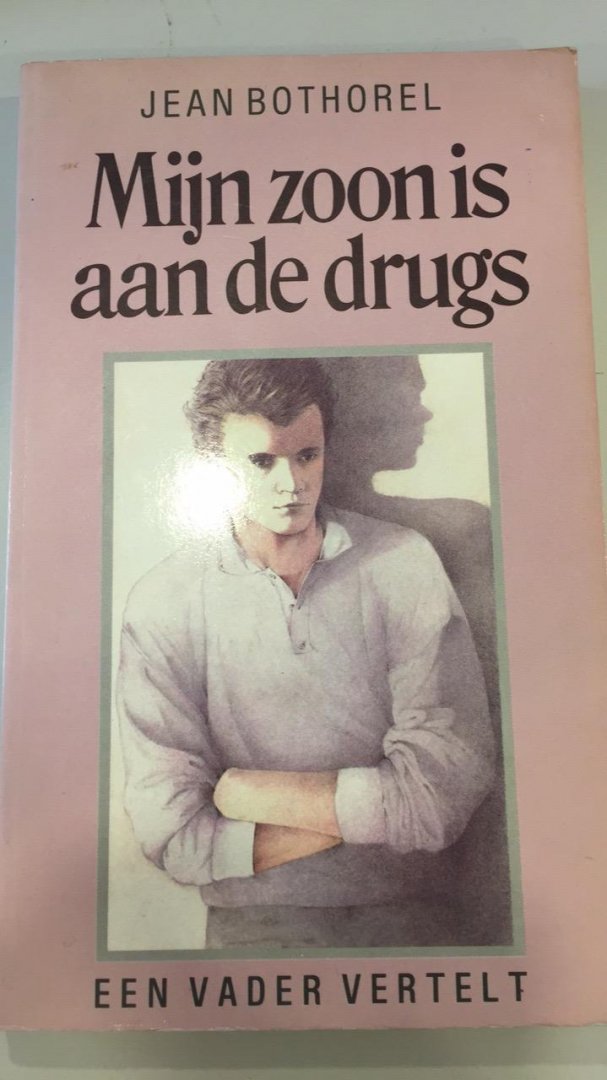 JEAN BOTHOREL
Mijn zoon is
aan de drugs
EEN VADER VERTELT